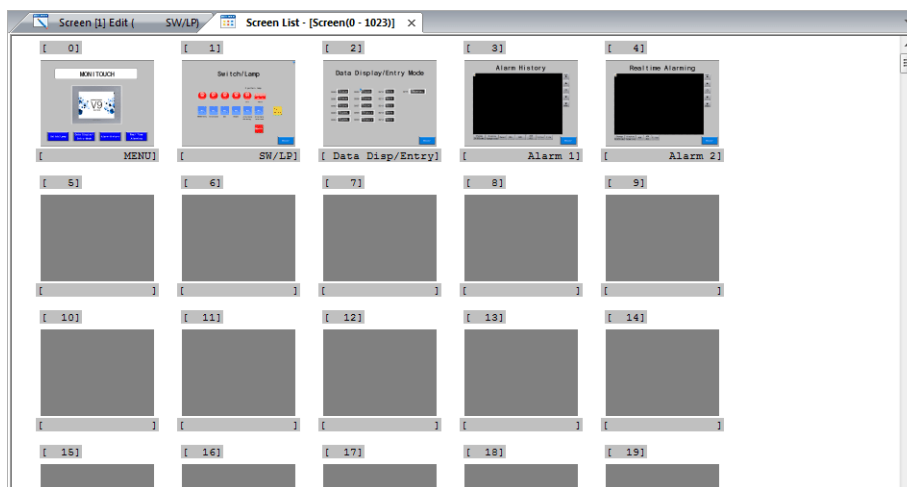 Screen [1] Edit ( SW/LP)
Screen List - [Screen(0 - 1023)] ×
[ 0] [ 1] [ 2] [ 3] [ 4]
MONITOUCH
V9
Switch/Lamp
Data Display/Entry Mode
Alarm History
Realtime Alarming
[ MENU] [ SW/LP] [ Data Disp/Entry] [ Alarm 1] [ Alarm 2]
[ 5] [ 6] [ 7] [ 8] [ 9]
[ ] [ ] [ ] [ ] [ ]
[ 10] [ 11] [ 12] [ 13] [ 14]
[ ] [ ] [ ] [ ] [ ]
[ 15] [ 16] [ 17] [ 18] [ 19]